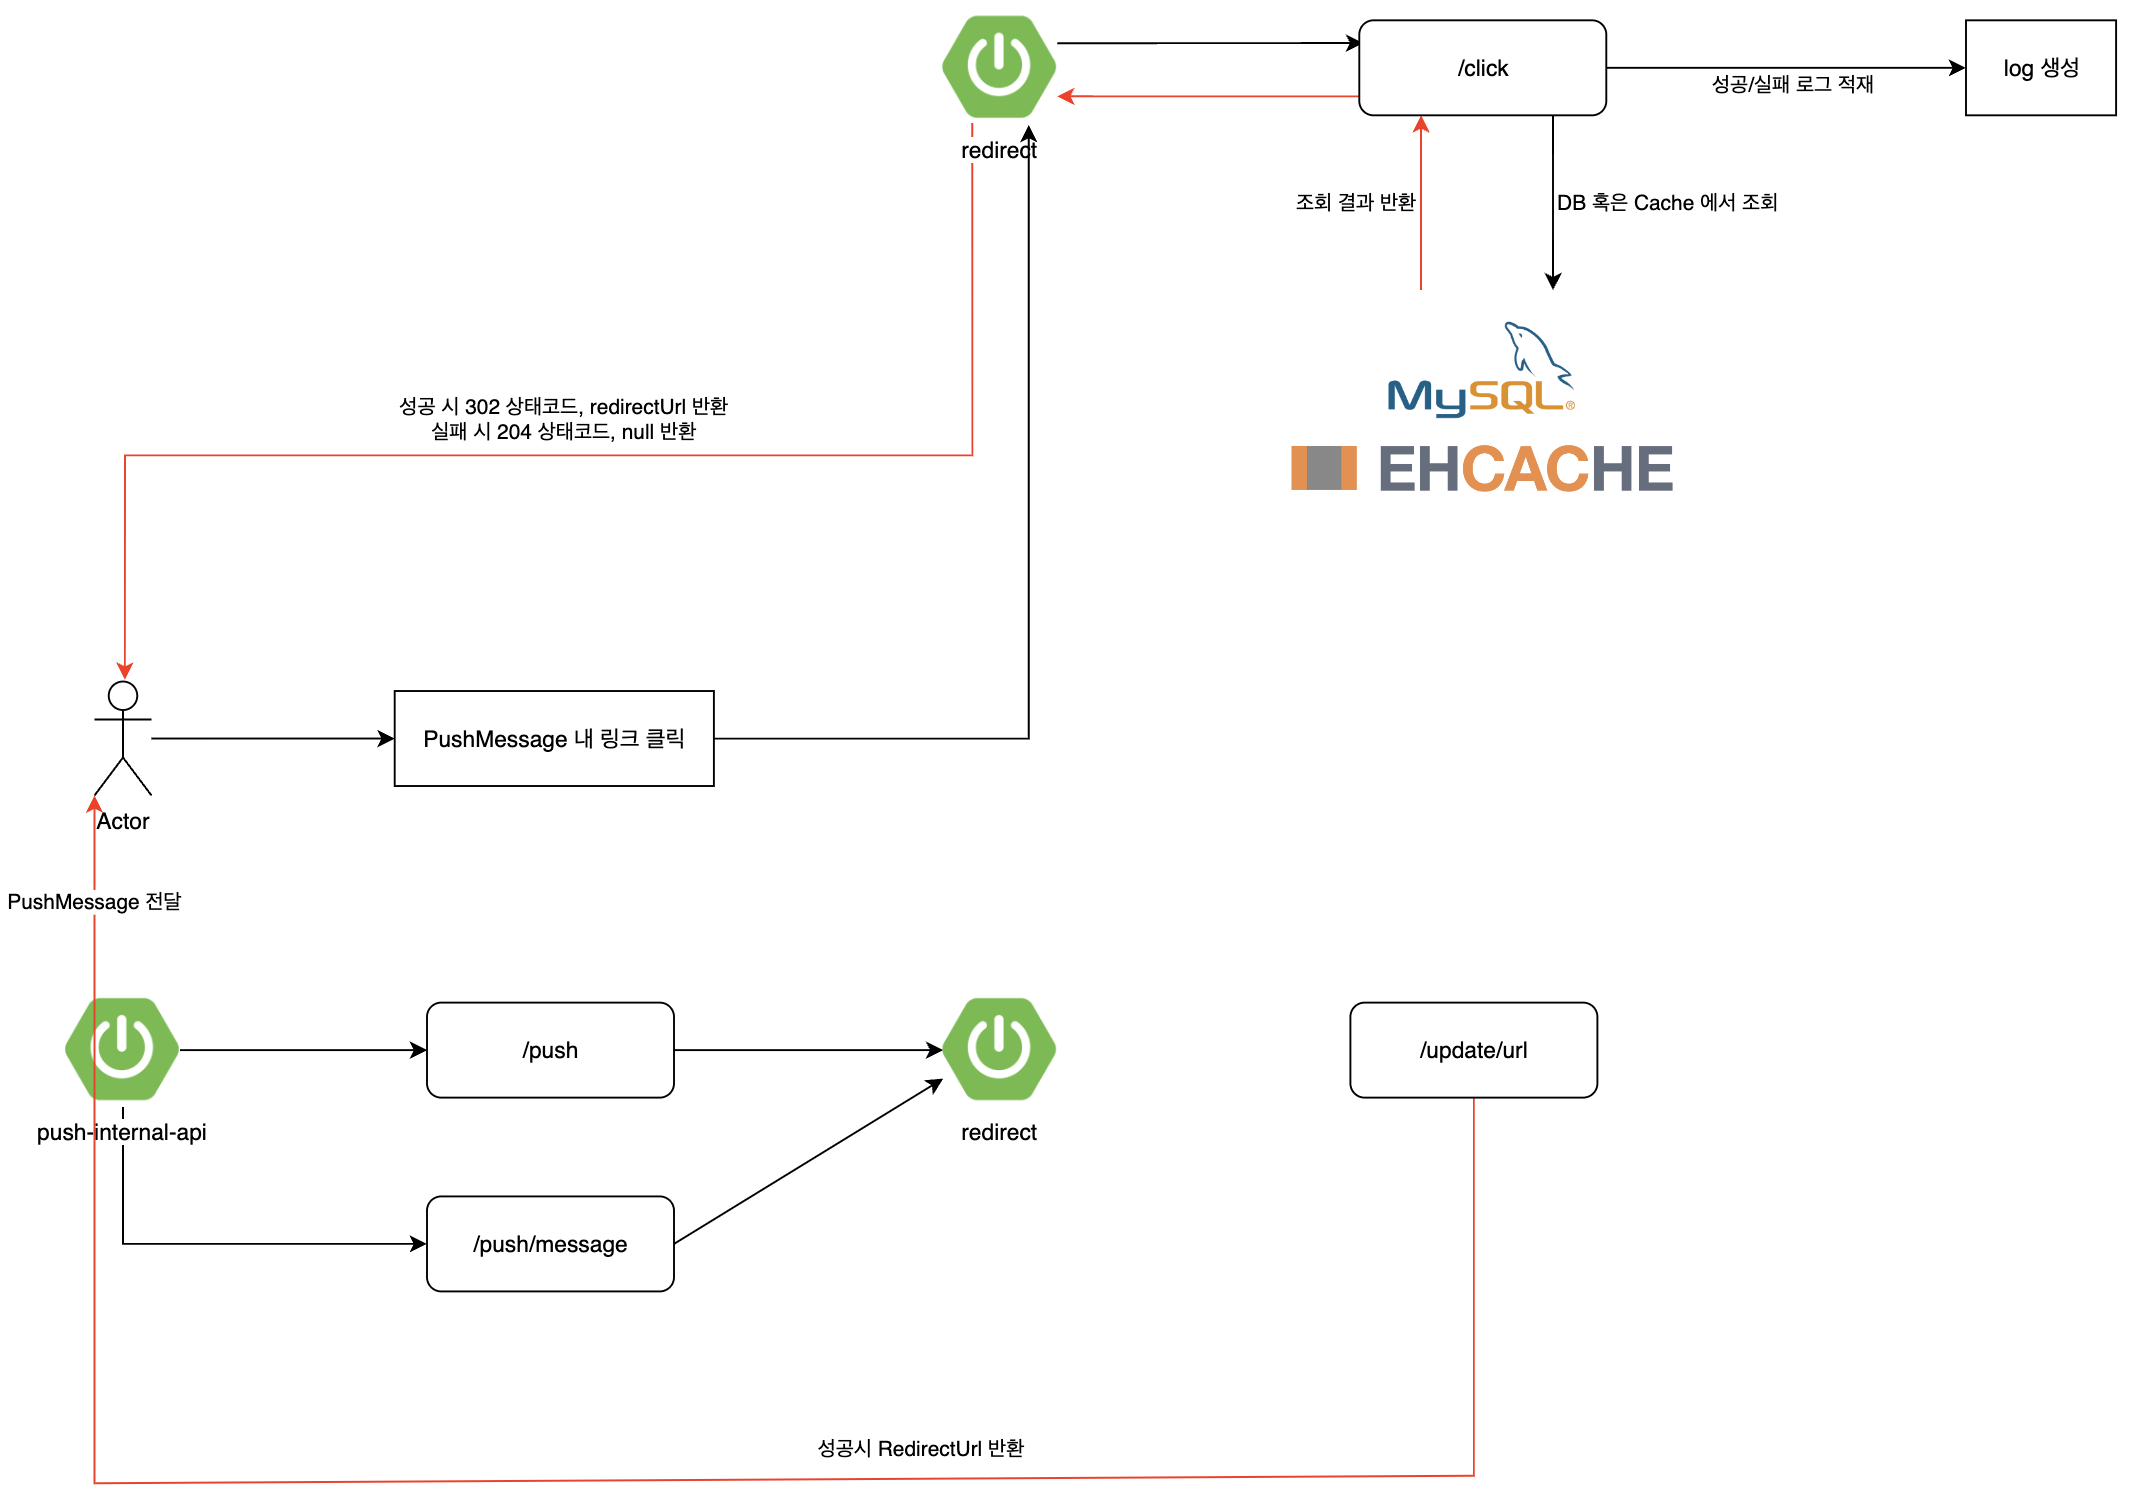 redirect
/click
log 생성
성공/실패 로그 적재
조회 결과 반환
DB 혹은 Cache 에서 조회
MySQL®
EHCACHE
성공 시 302 상태코드, redirectUrl 반환
실패 시 204 상태코드, null 반환
PushMessage 내 링크 클릭
Actor
PushMessage 전달
/push
/update/url
push-internal-api
redirect
/push/message
성공시 RedirectUrl 반환